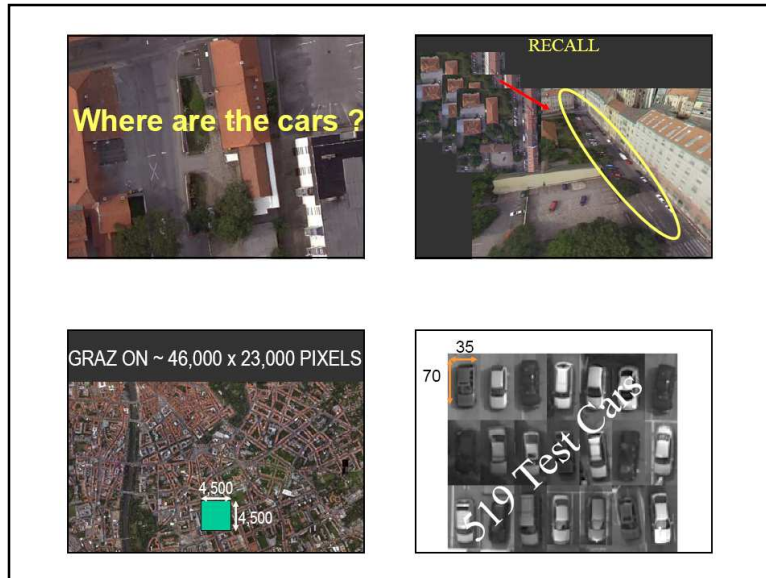 Where are the cars ?
RECALL
GRAZ ON ~ 46,000 x 23,000 PIXELS
4,500
4,500
35
70
519 Test Cars